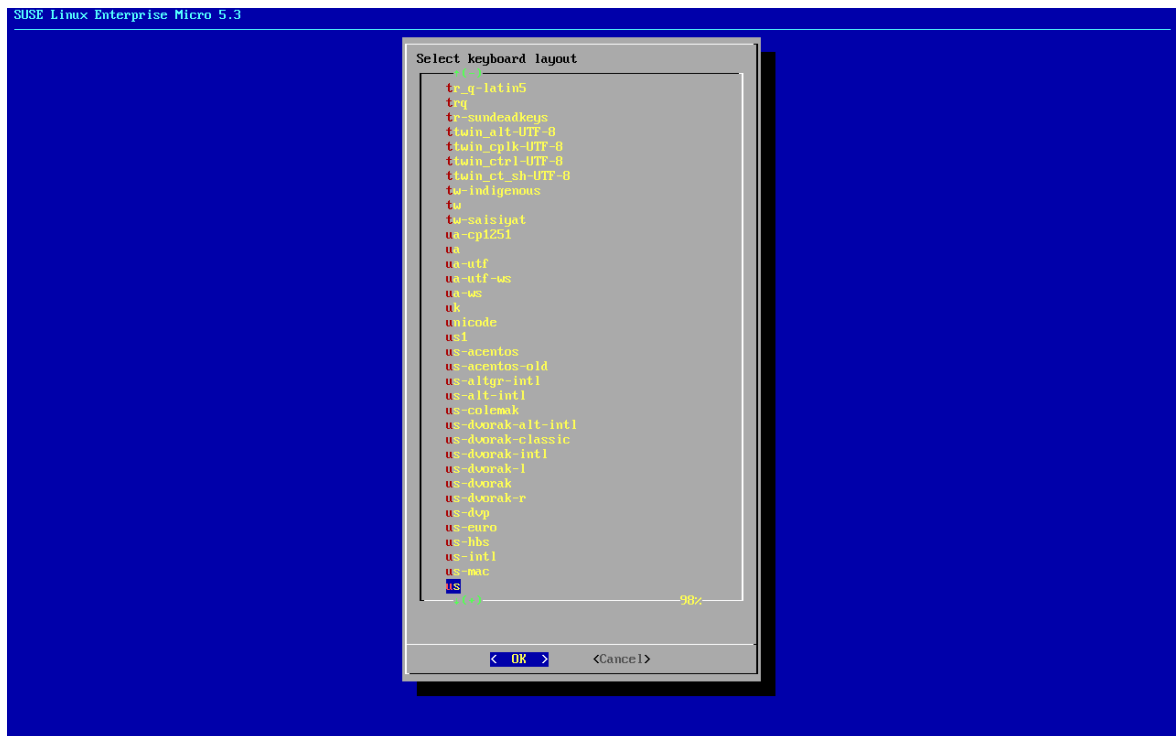 SUSE Linux Enterprise Micro 5.3
Select keyboard layout
↑(-)
tr_q-latin5
trq
tr-sundeadkeys
ttwin_alt-UTF-8
ttwin_cplk-UTF-8
ttwin_ctrl-UTF-8
ttwin_ct_sh-UTF-8
tw-indigenous
tw
tw-saisiyat
ua-cp1251
ua
ua-utf
ua-utf-ws
ua-ws
uk
unicode
us1
us-acentos
us-acentos-old
us-altgr-intl
us-alt-intl
us-colemak
us-dvorak-alt-intl
us-dvorak-classic
us-dvorak-intl
us-dvorak-l
us-dvorak
us-dvorak-r
us-dvp
us-euro
us-hbs
us-intl
us-mac
us
↓(+) 98%
< OK > <Cancel>